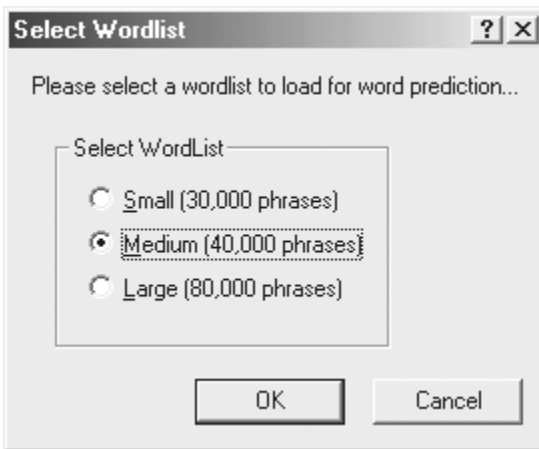 Select Wordlist
Please select a wordlist to load for word prediction...
Select WordList
Small (30,000 phrases)
Medium (40,000 phrases)
Large (80,000 phrases)
OK Cancel